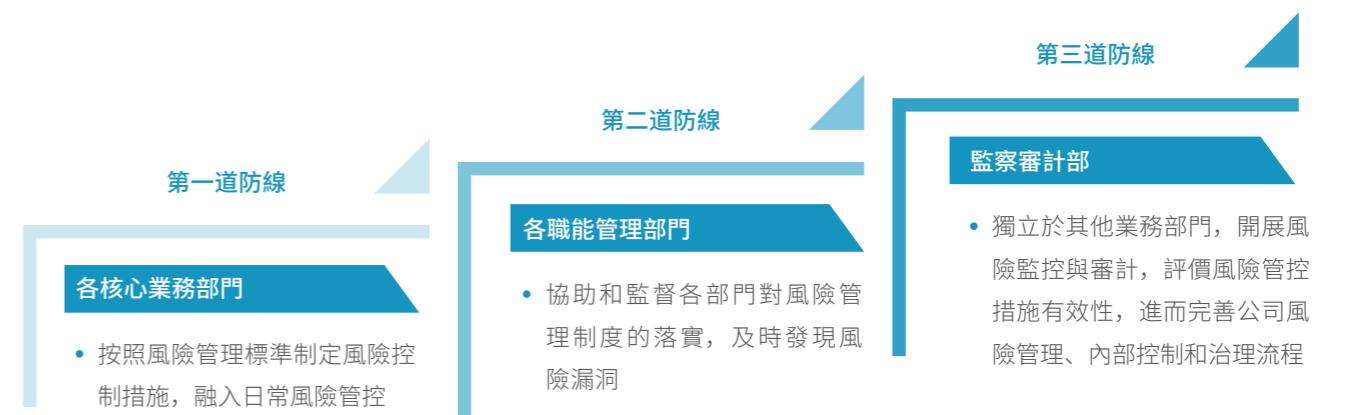 第一道防線
各核心業務部門
• 按照風險管理標準制定風險控
制措施，融入日常風險管控
第二道防線
各職能管理部門
• 協助和監督各部門對風險管
理制度的落實，及時發現風
險漏洞
第三道防線
監察審計部
• 獨立於其他業務部門，開展風
險監控與審計，評價風險管控
措施有效性，進而完善公司風
險管理、內部控制和治理流程